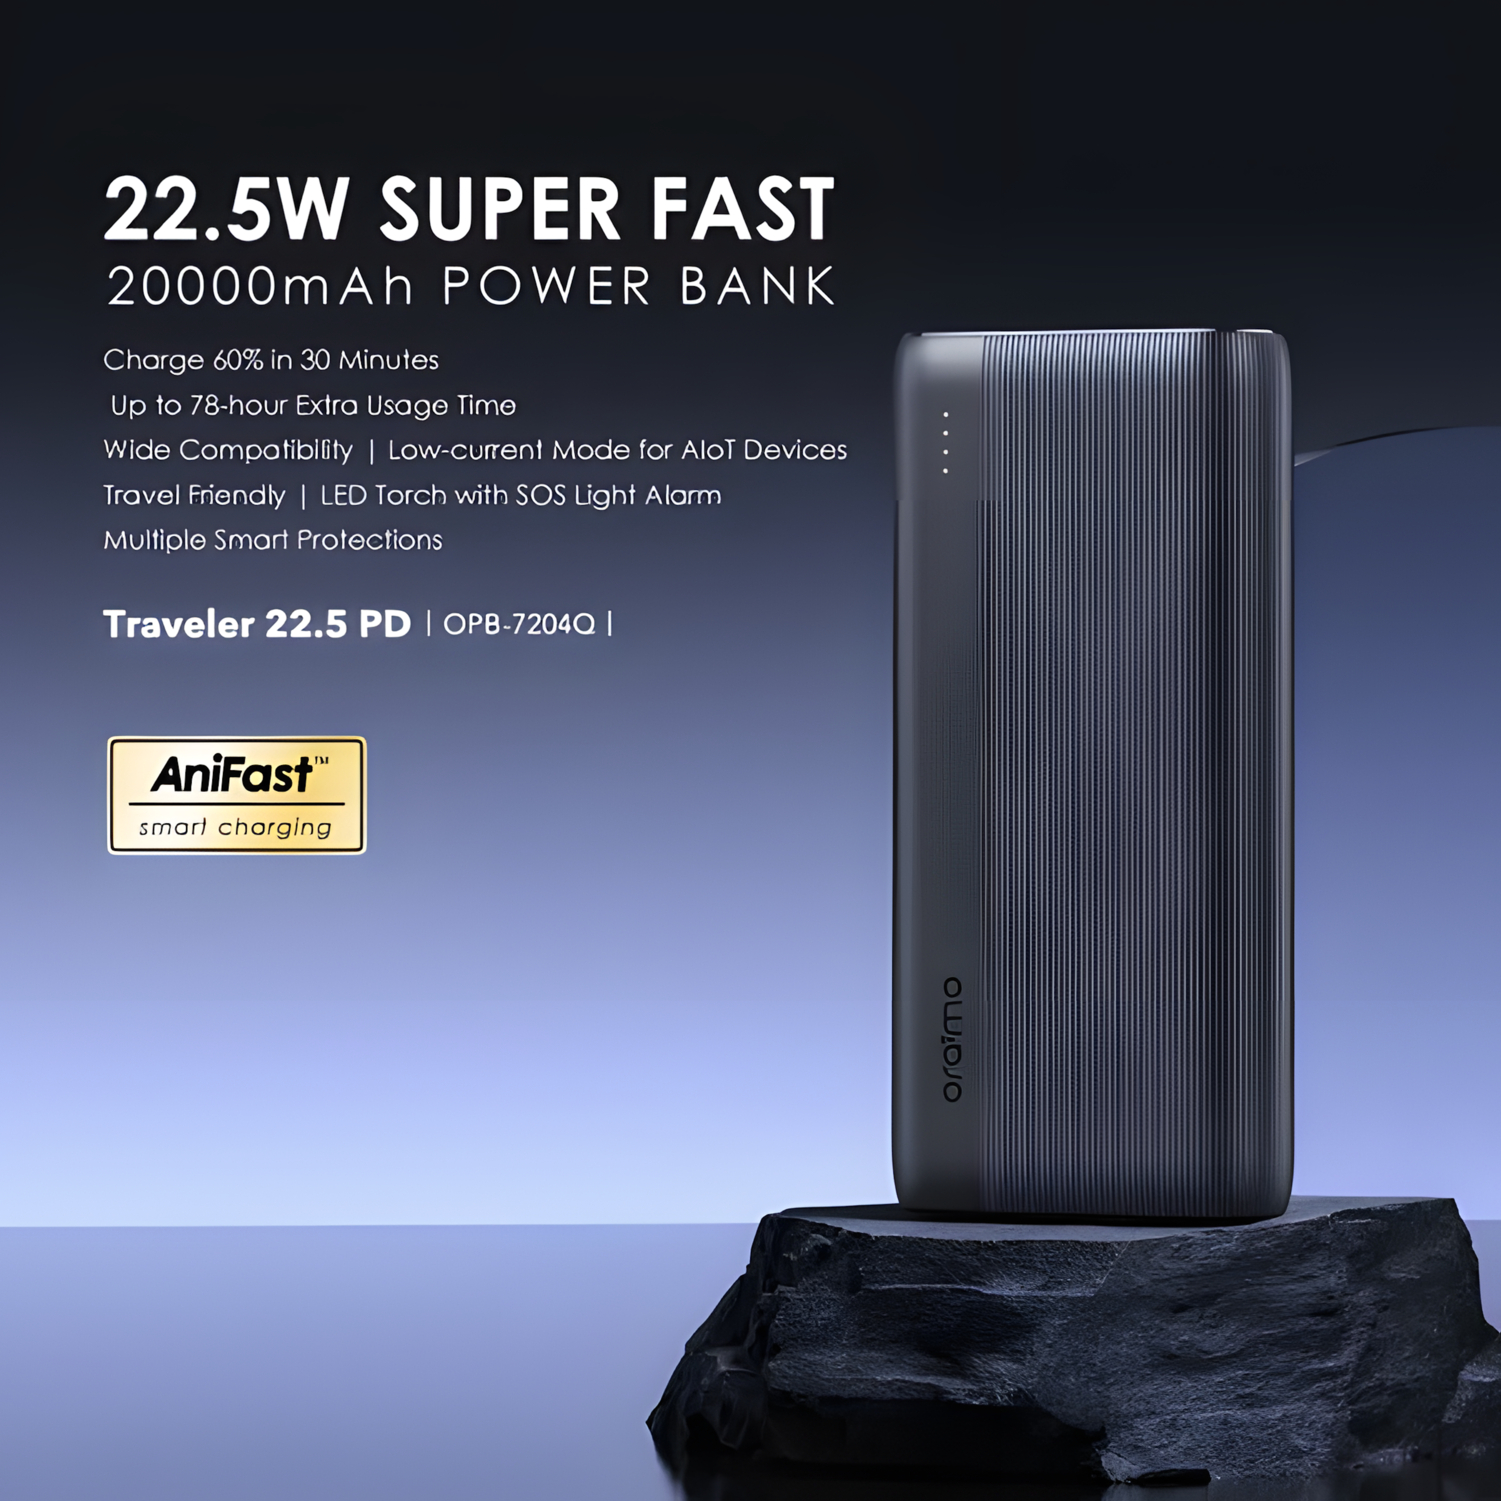 22.5W SUPER FAST
20000mAh POWER BANK
Charge 60% in 30 Minutes
Up to 78-hour Extra Usage Time
Wide Compatibility | Low-current Mode for AIoT Devices
Travel Friendly | LED Torch with SOS Light Alarm
Multiple Smart Protections
Traveler 22.5 PD | OPB-7204Q |
AniFast™
smart charging
oraimo